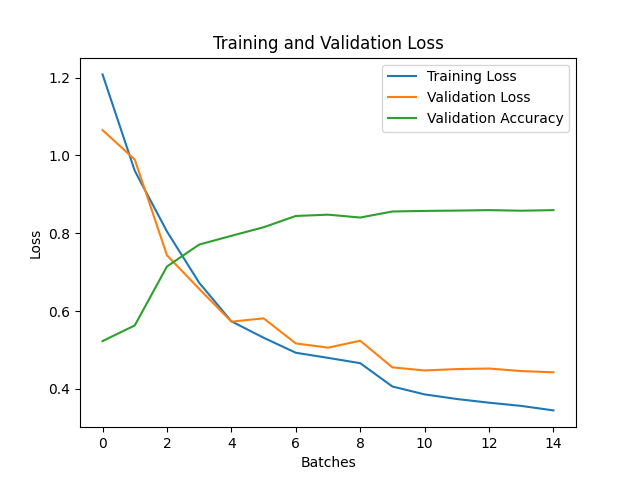 Training and Validation Loss
Training Loss
Validation Loss
Validation Accuracy
1.2
1.0
0.8
0.6
0.4
Loss
0 2 4 6 8 10 12 14
Batches